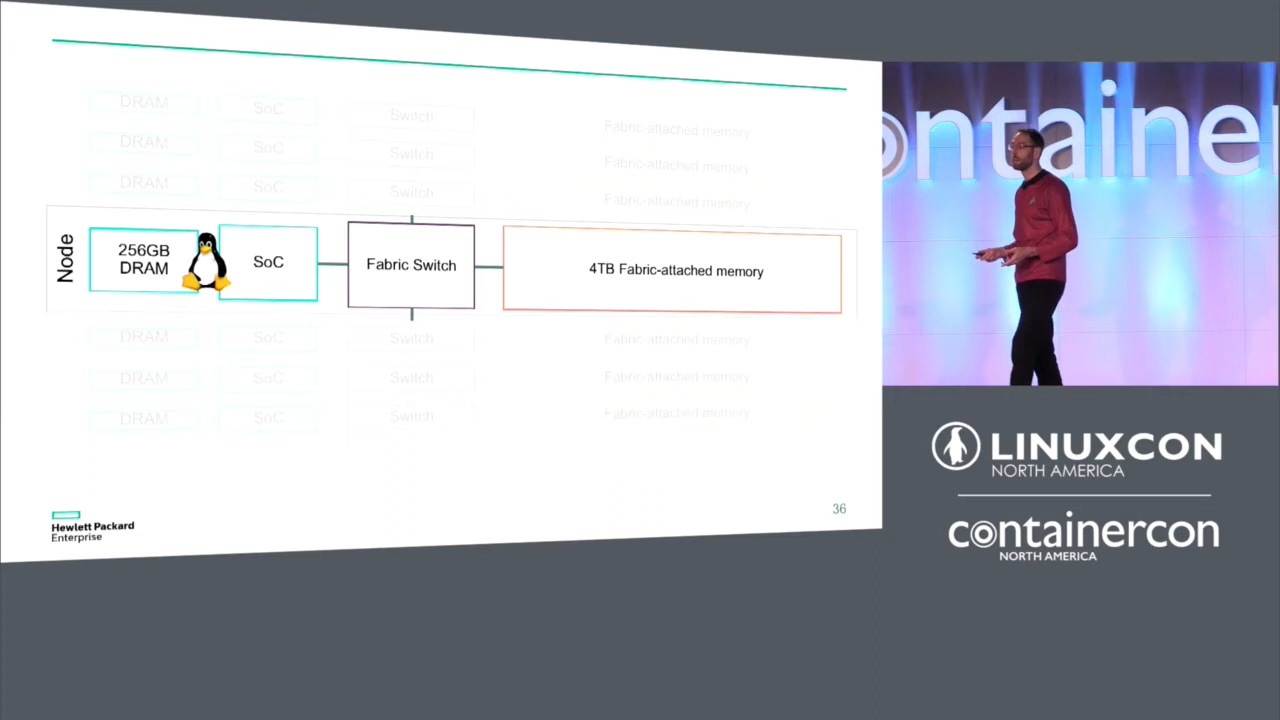 DRAM SoC Switch Fabric-attached memory
DRAM SoC Switch Fabric-attached memory
DRAM SoC Switch Fabric-attached memory
Node
256GB
DRAM
SoC
Fabric Switch
4TB Fabric-attached memory
DRAM SoC Switch Fabric-attached memory
DRAM SoC Switch Fabric-attached memory
DRAM SoC Switch Fabric-attached memory
Hewlett Packard
Enterprise
36
ontainer
LINUXCON
NORTH AMERICA
containercon
NORTH AMERICA